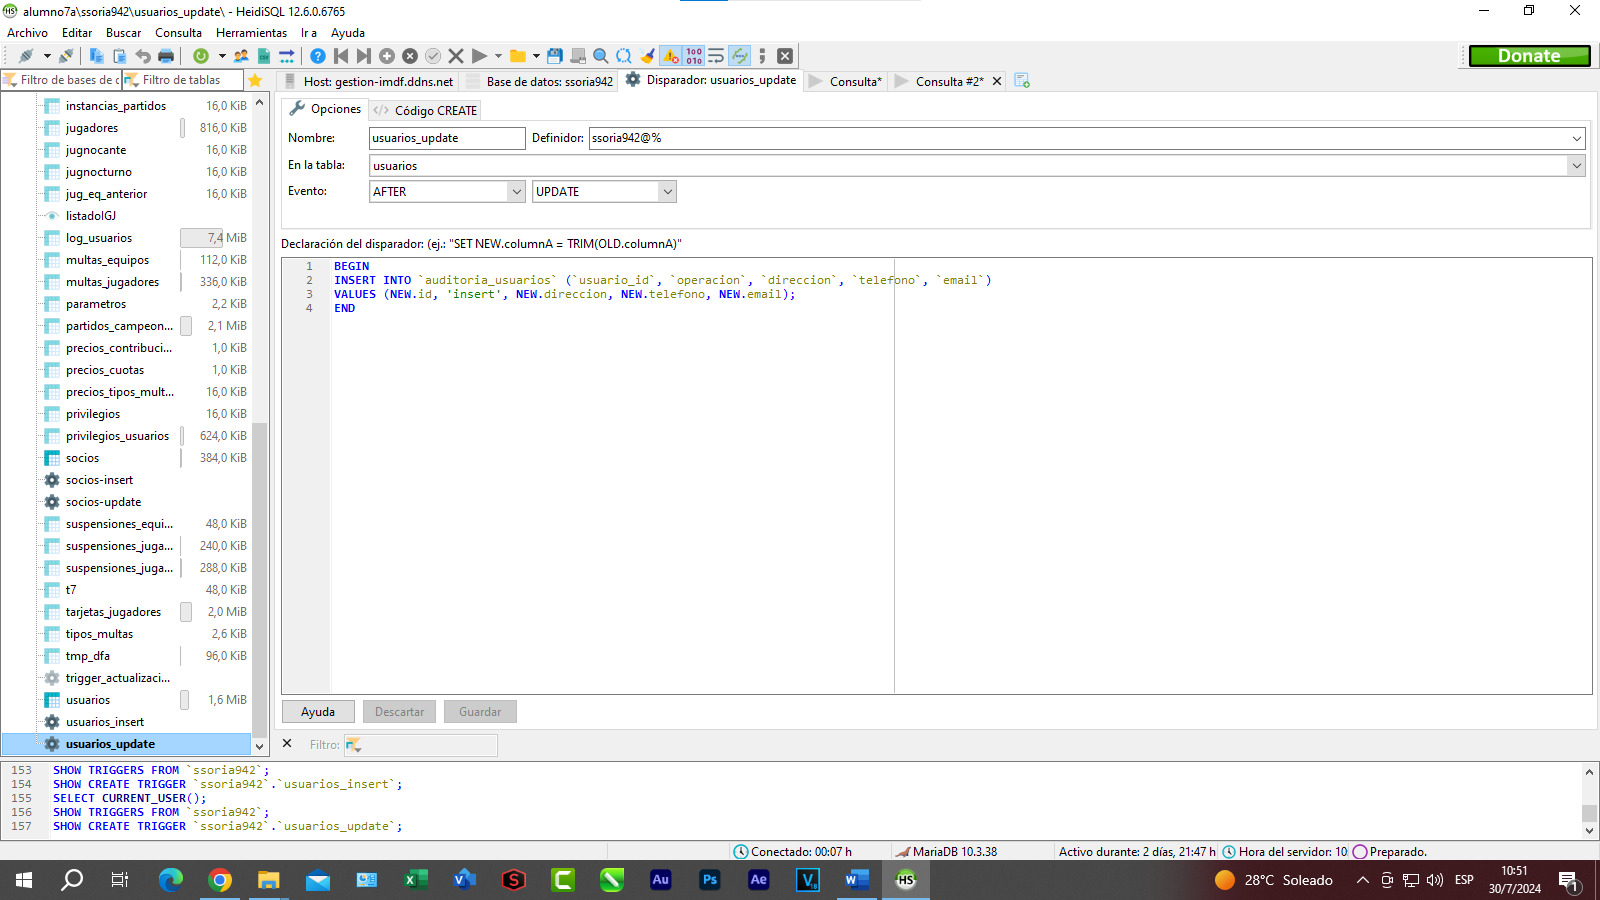 alumno7a\ssoria942\usuarios_update\ - HeidiSQL 12.6.0.6765
Archivo Editar Buscar Consulta Herramientas Ir a Ayuda
Donate
Filtro de bases de d
Filtro de tablas
Host: gestion-imdf.ddns.net
Base de datos: ssoria942
Disparador: usuarios_update
Consulta*
Consulta #2*
instancias_partidos 16,0 KiB
jugadores 816,0 KiB
jugnocante 16,0 KiB
jugnocturno 16,0 KiB
jug_eq_anterior 16,0 KiB
listadoIGJ
log_usuarios 7,4 MiB
multas_equipos 112,0 KiB
multas_jugadores 336,0 KiB
parametros 2,2 KiB
partidos_campeon... 2,1 MiB
precios_contribuci... 1,0 KiB
precios_cuotas 1,0 KiB
precios_tipos_mult... 16,0 KiB
privilegios 16,0 KiB
privilegios_usuarios 624,0 KiB
socios 384,0 KiB
socios-insert
socios-update
suspensiones_equi... 48,0 KiB
suspensiones_juga... 240,0 KiB
suspensiones_juga... 288,0 KiB
t7 48,0 KiB
tarjetas_jugadores 2,0 MiB
tipos_multas 2,6 KiB
tmp_dfa 96,0 KiB
trigger_actualizaci...
usuarios 1,6 MiB
usuarios_insert
usuarios_update
Opciones
Código CREATE
Nombre: usuarios_update Definidor: ssoria942@%
En la tabla: usuarios
Evento: AFTER UPDATE
Declaración del disparador: (ej.: "SET NEW.columnA = TRIM(OLD.columnA)"
1 BEGIN
2 INSERT INTO `auditoria_usuarios` (`usuario_id`, `operacion`, `direccion`, `telefono`, `email`)
3 VALUES (NEW.id, 'insert', NEW.direccion, NEW.telefono, NEW.email);
4 END
Ayuda Descartar Guardar
Filtro:
153 SHOW TRIGGERS FROM `ssoria942`;
154 SHOW CREATE TRIGGER `ssoria942`.`usuarios_insert`;
155 SELECT CURRENT_USER();
156 SHOW TRIGGERS FROM `ssoria942`;
157 SHOW CREATE TRIGGER `ssoria942`.`usuarios_update`;
Conectado: 00:07 h
MariaDB 10.3.38
Activo durante: 2 días, 21:47 h
Hora del servidor: 10
Preparado.
28°C Soleado
ESP
10:51
30/7/2024
1